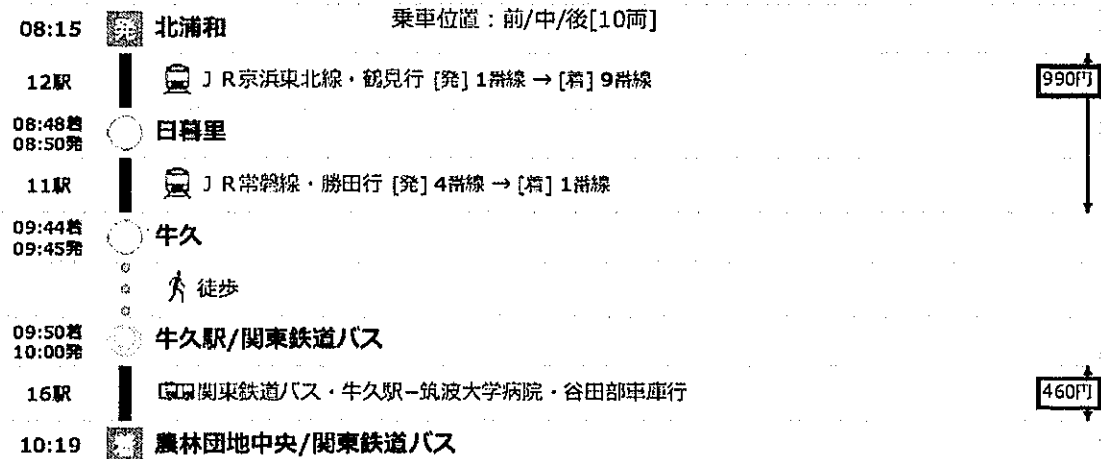 乗車位置：前/中/後[10両]
08:15 発 北浦和
12駅 ＪＲ京浜東北線・鶴見行 [発] 1番線 → [着] 9番線 990円
08:48着
08:50発 日暮里
11駅 ＪＲ常磐線・勝田行 [発] 4番線 → [着] 1番線
09:44着
09:45発 牛久
徒歩
09:50着
10:00発 牛久駅/関東鉄道バス
16駅 関東鉄道バス・牛久駅−筑波大学病院・谷田部車庫行 460円
10:19 農林団地中央/関東鉄道バス